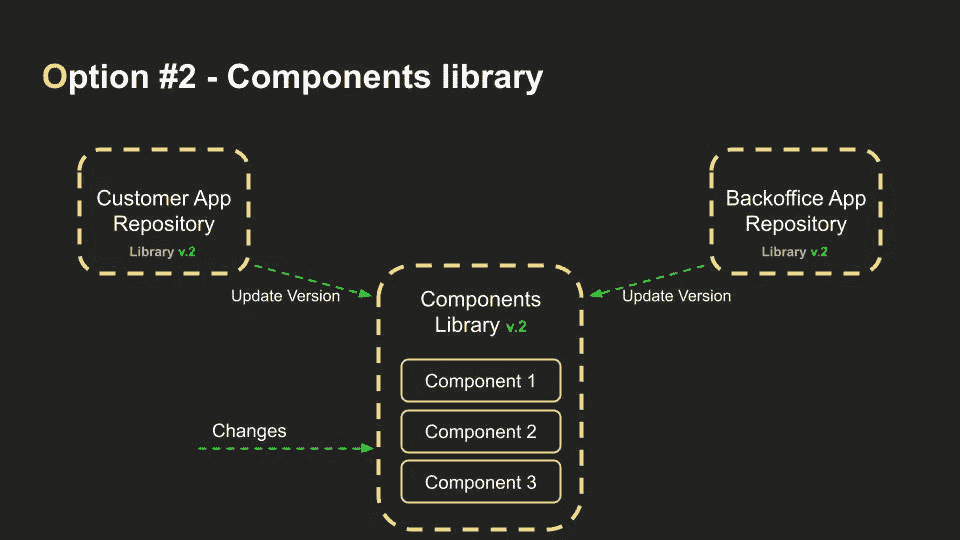 Option #2 - Components library
Customer App
Repository
Library v.2
Backoffice App
Repository
Library v.2
Update Version
Update Version
Components
Library v.2
Component 1
Changes
Component 2
Component 3